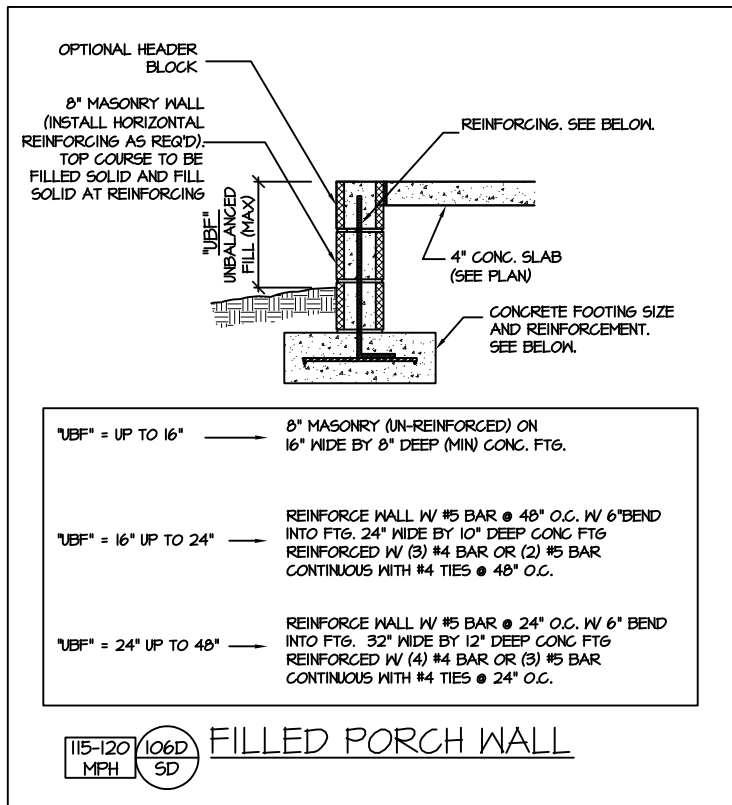 OPTIONAL HEADER
BLOCK
8" MASONRY WALL
(INSTALL HORIZONTAL
REINFORCING AS REQ'D).
TOP COURSE TO BE
FILLED SOLID AND FILL
SOLID AT REINFORCING
"UBF"
UNBALANCED
FILL (MAX)
REINFORCING. SEE BELOW.
4" CONC. SLAB
(SEE PLAN)
CONCRETE FOOTING SIZE
AND REINFORCEMENT.
SEE BELOW.
"UBF" = UP TO 16"
8" MASONRY (UN-REINFORCED) ON
16" WIDE BY 8" DEEP (MIN) CONC. FTG.
"UBF" = 16" UP TO 24"
REINFORCE WALL W/ #5 BAR @ 48" O.C. W/ 6"BEND
INTO FTG. 24" WIDE BY 10" DEEP CONC FTG
REINFORCED W/ (3) #4 BAR OR (2) #5 BAR
CONTINUOUS WITH #4 TIES @ 48" O.C.
"UBF" = 24" UP TO 48"
REINFORCE WALL W/ #5 BAR @ 24" O.C. W/ 6" BEND
INTO FTG. 32" WIDE BY 12" DEEP CONC FTG
REINFORCED W/ (4) #4 BAR OR (3) #5 BAR
CONTINUOUS WITH #4 TIES @ 24" O.C.
115-120
MPH
106D
SD
FILLED PORCH WALL